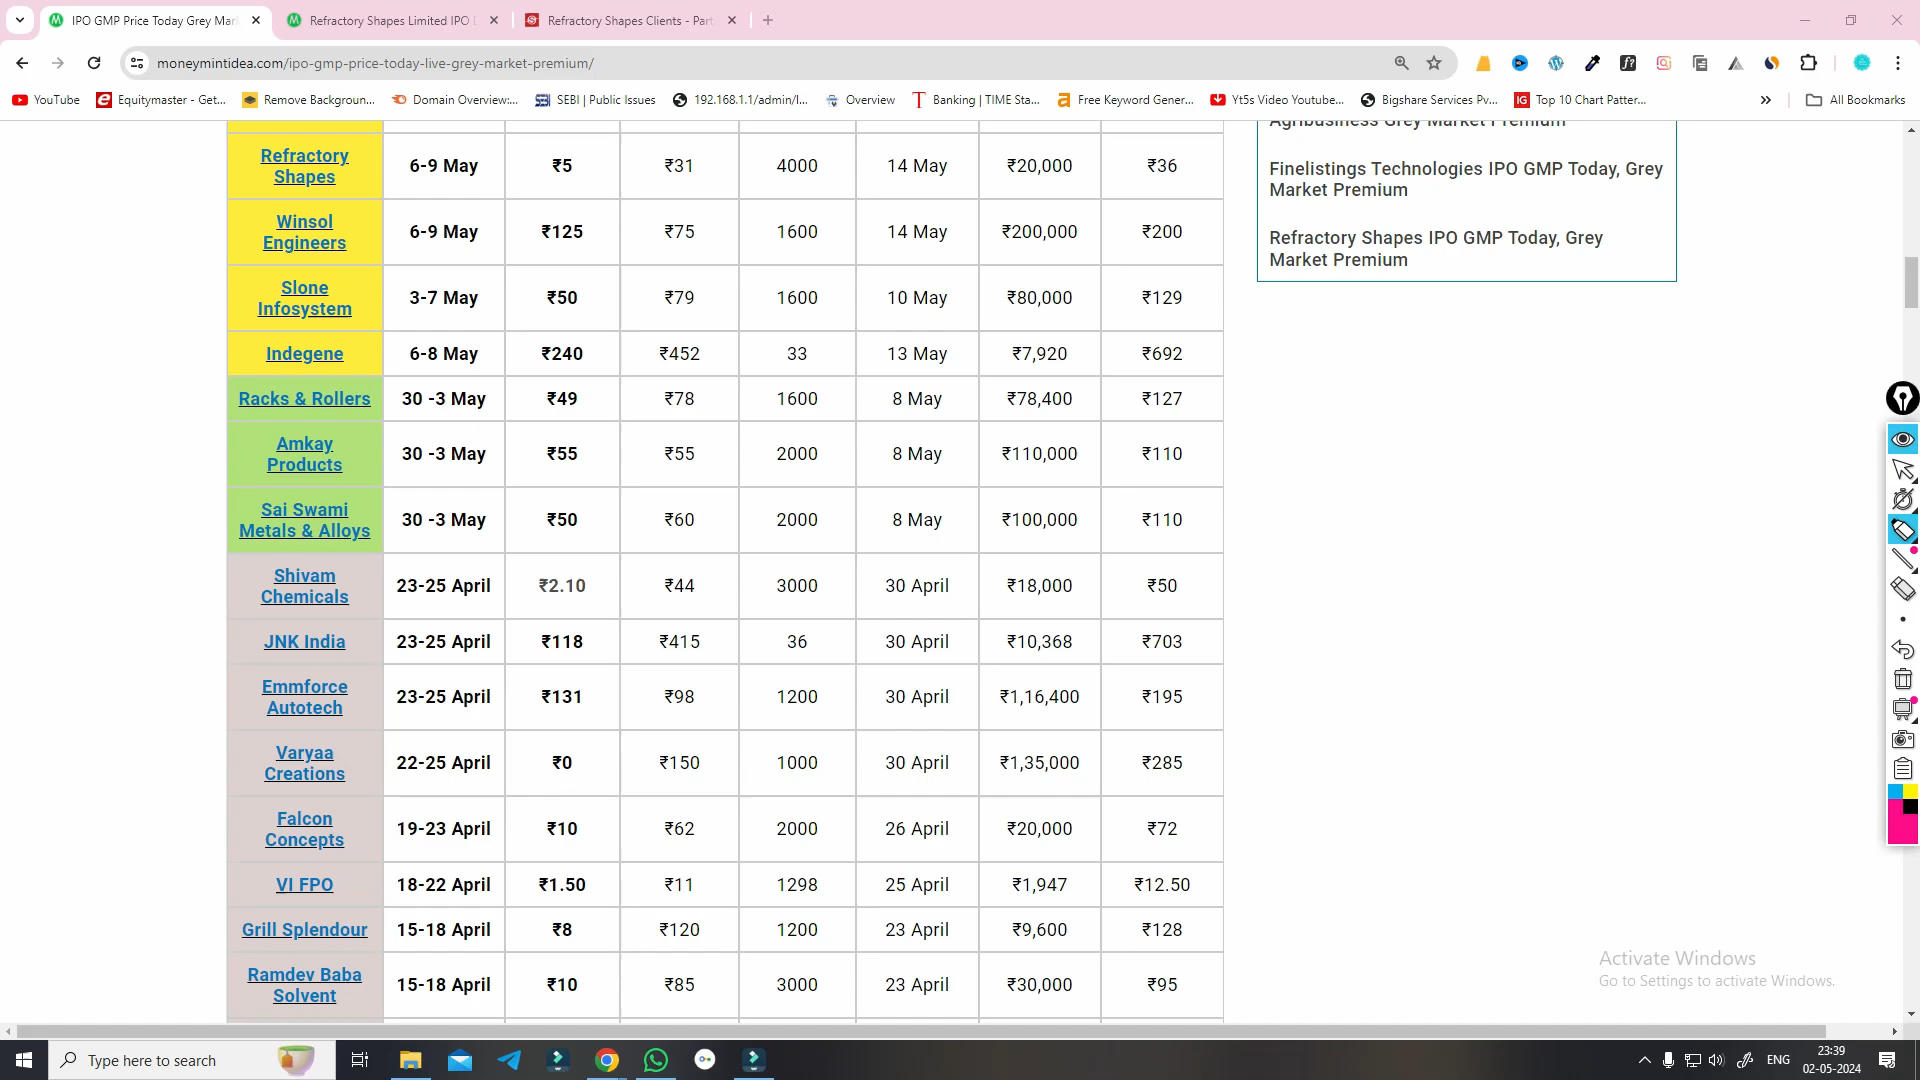 IPO GMP Price Today Grey Mar
Refractory Shapes Limited IPO
Refractory Shapes Clients - Part
moneymintidea.com/ipo-gmp-price-today-live-grey-market-premium/
YouTube
Equitymaster - Get...
Remove Backgroun...
Domain Overview:...
SEBI | Public Issues
192.168.1.1/admin/l...
Overview
Banking | TIME Sta...
Free Keyword Gener...
Yt5s Video Youtube...
Bigshare Services Pv...
Top 10 Chart Patter...
All Bookmarks
Refractory Shapes 6-9 May ₹5 ₹31 4000 14 May ₹20,000 ₹36
Winsol Engineers 6-9 May ₹125 ₹75 1600 14 May ₹200,000 ₹200
Slone Infosystem 3-7 May ₹50 ₹79 1600 10 May ₹80,000 ₹129
Indegene 6-8 May ₹240 ₹452 33 13 May ₹7,920 ₹692
Racks & Rollers 30 -3 May ₹49 ₹78 1600 8 May ₹78,400 ₹127
Amkay Products 30 -3 May ₹55 ₹55 2000 8 May ₹110,000 ₹110
Sai Swami Metals & Alloys 30 -3 May ₹50 ₹60 2000 8 May ₹100,000 ₹110
Shivam Chemicals 23-25 April ₹2.10 ₹44 3000 30 April ₹18,000 ₹50
JNK India 23-25 April ₹118 ₹415 36 30 April ₹10,368 ₹703
Emmforce Autotech 23-25 April ₹131 ₹98 1200 30 April ₹1,16,400 ₹195
Varyaa Creations 22-25 April ₹0 ₹150 1000 30 April ₹1,35,000 ₹285
Falcon Concepts 19-23 April ₹10 ₹62 2000 26 April ₹20,000 ₹72
VI FPO 18-22 April ₹1.50 ₹11 1298 25 April ₹1,947 ₹12.50
Grill Splendour 15-18 April ₹8 ₹120 1200 23 April ₹9,600 ₹128
Ramdev Baba Solvent 15-18 April ₹10 ₹85 3000 23 April ₹30,000 ₹95
Agribusiness Grey Market Premium
Finelistings Technologies IPO GMP Today, Grey
Market Premium
Refractory Shapes IPO GMP Today, Grey
Market Premium
Activate Windows
Go to Settings to activate Windows.
Type here to search
ENG
23:39
02-05-2024